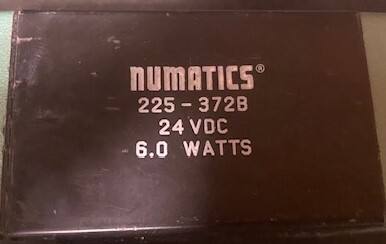 NUMATICS®
225-372B
24 VDC
6.0 WATTS